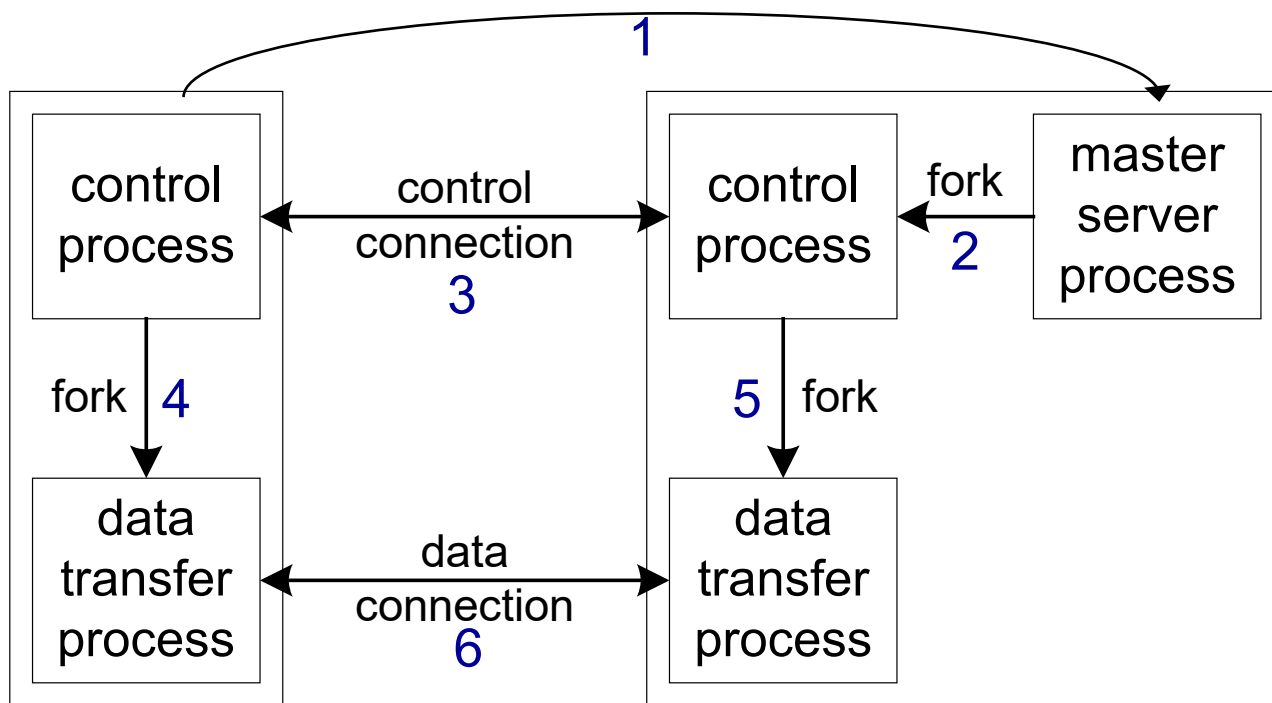 1
control
process
control
connection
3
control
process
fork
2
master
server
process
fork
4
5
fork
data
transfer
process
data
connection
6
data
transfer
process